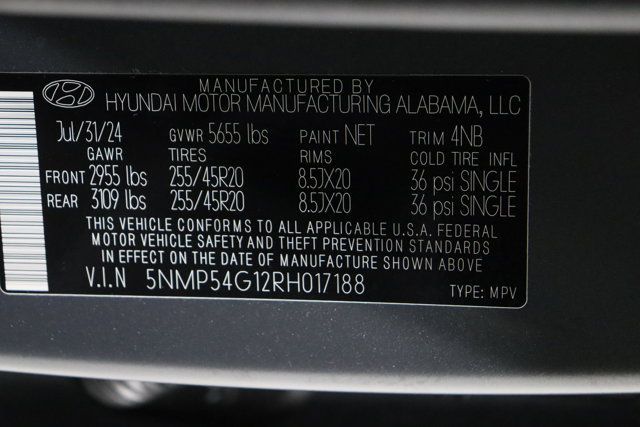 MANUFACTURED BY
HYUNDAI MOTOR MANUFACTURING ALABAMA, LLC
Jul/31/24 GVWR 5655 lbs PAINT NET TRIM 4NB
GAWR TIRES RIMS COLD TIRE INFL
FRONT 2955 lbs 255/45R20 8.5JX20 36 psi SINGLE
REAR 3109 lbs 255/45R20 8.5JX20 36 psi SINGLE
THIS VEHICLE CONFORMS TO ALL APPLICABLE U.S.A. FEDERAL
MOTOR VEHICLE SAFETY AND THEFT PREVENTION STANDARDS
IN EFFECT ON THE DATE OF MANUFACTURE SHOWN ABOVE.
V.I.N 5NMP54G12RH017188 TYPE: MPV